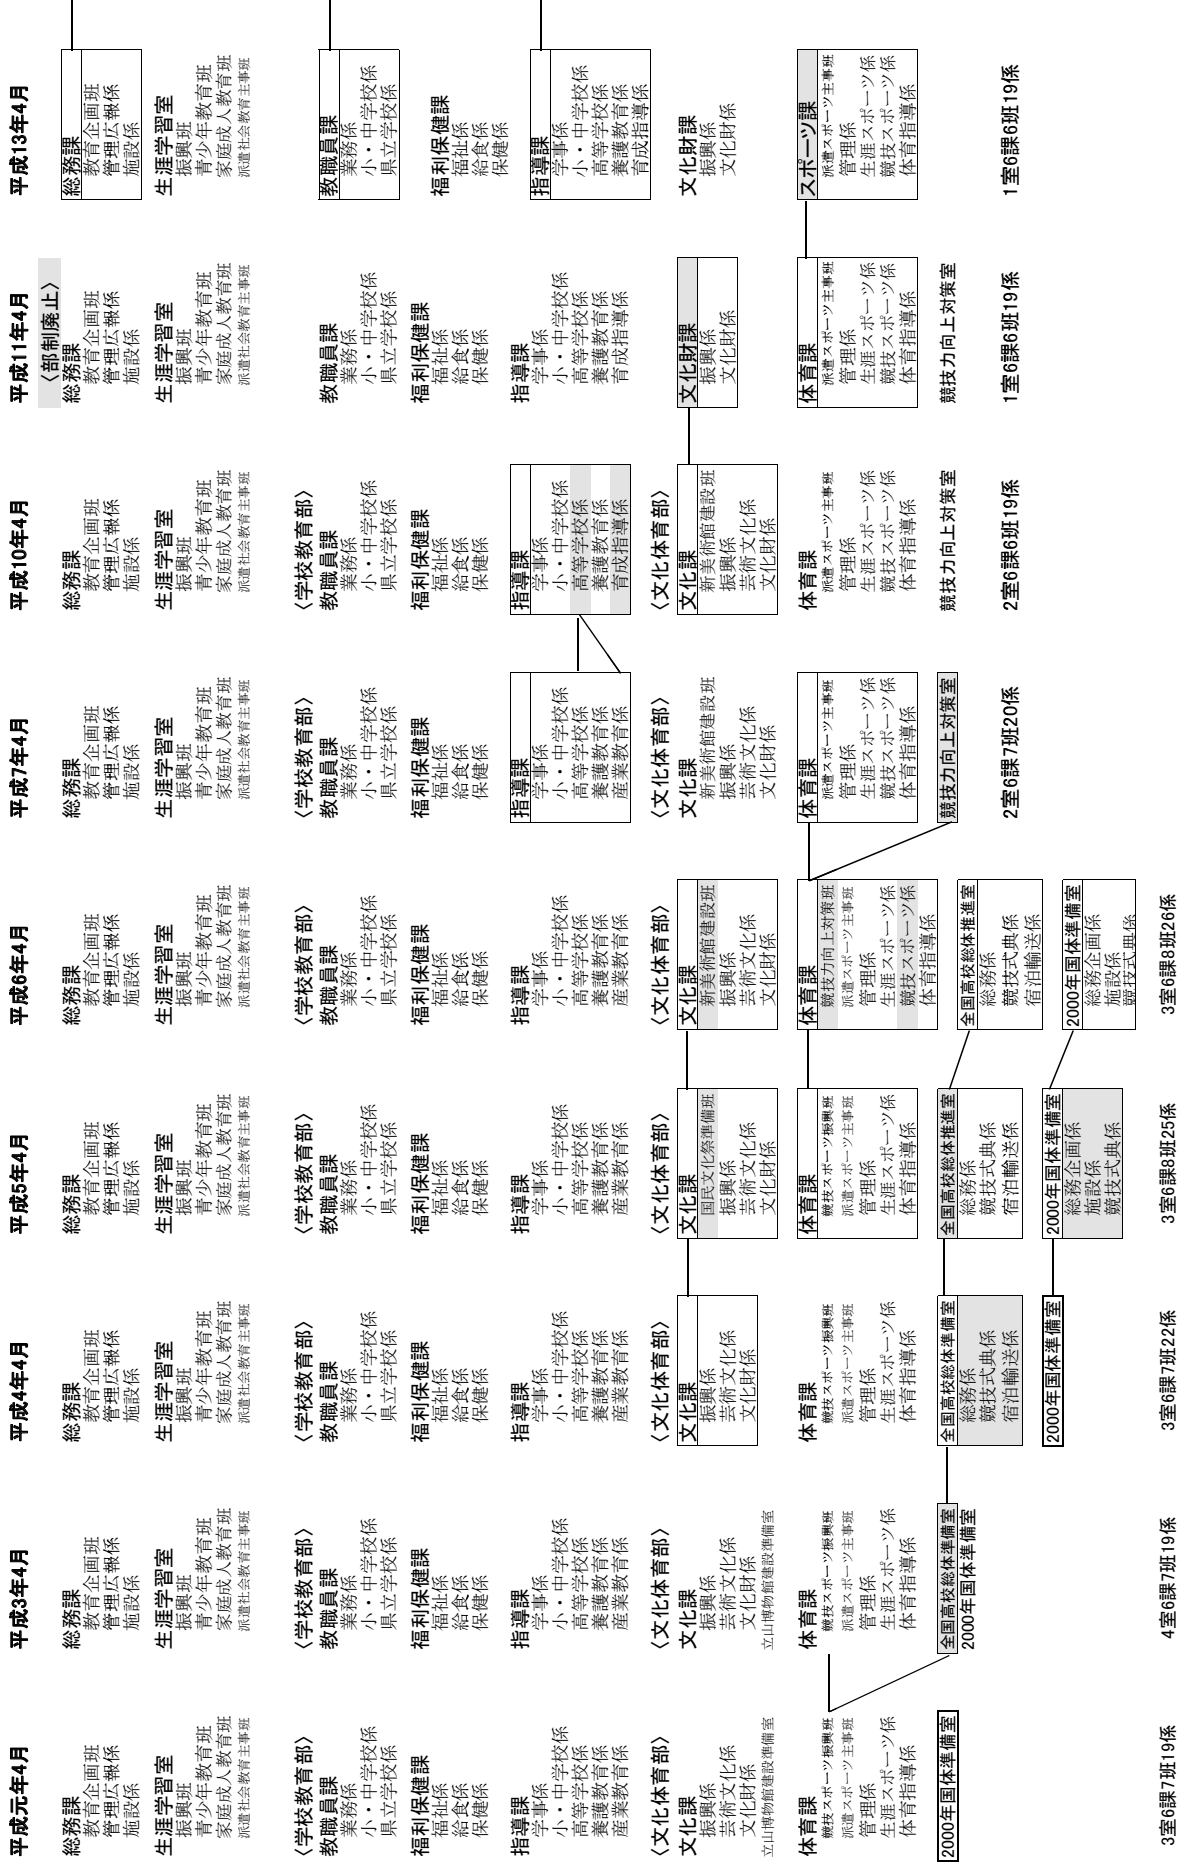 平成元年4月
総務課
教育企画班
管理広報係
施設係
生涯学習室
振興班
青少年教育班
家庭成人教育班
派遣社会教育主事班
〈学校教育部〉
教職員課
業務係
小・中学校係
県立学校係
福利保健課
福祉係
給食係
保健係
指導課
学事係
小・中学校係
高等学校係
養護教育係
産業教育係
〈文化体育部〉
文化課
振興係
芸術文化係
文化財係
立山博物館建設準備室
体育課
競技スポーツ振興班
派遣スポーツ主事班
管理係
生涯スポーツ係
体育指導係
2000年国体準備室
3室6課7班19係
平成3年4月
総務課
教育企画班
管理広報係
施設係
生涯学習室
振興班
青少年教育班
家庭成人教育班
派遣社会教育主事班
〈学校教育部〉
教職員課
業務係
小・中学校係
県立学校係
福利保健課
福祉係
給食係
保健係
指導課
学事係
小・中学校係
高等学校係
養護教育係
産業教育係
〈文化体育部〉
文化課
振興係
芸術文化係
文化財係
立山博物館建設準備室
体育課
競技スポーツ振興班
派遣スポーツ主事班
管理係
生涯スポーツ係
体育指導係
全国高校総体準備室
2000年国体準備室
4室6課7班19係
平成4年4月
総務課
教育企画班
管理広報係
施設係
生涯学習室
振興班
青少年教育班
家庭成人教育班
派遣社会教育主事班
〈学校教育部〉
教職員課
業務係
小・中学校係
県立学校係
福利保健課
福祉係
給食係
保健係
指導課
学事係
小・中学校係
高等学校係
養護教育係
産業教育係
〈文化体育部〉
文化課
振興係
芸術文化係
文化財係
体育課
競技スポーツ振興班
派遣スポーツ主事班
管理係
生涯スポーツ係
体育指導係
全国高校総体準備室
総務係
競技式典係
宿泊輸送係
2000年国体準備室
3室6課7班22係
平成5年4月
総務課
教育企画班
管理広報係
施設係
生涯学習室
振興班
青少年教育班
家庭成人教育班
派遣社会教育主事班
〈学校教育部〉
教職員課
業務係
小・中学校係
県立学校係
福利保健課
福祉係
給食係
保健係
指導課
学事係
小・中学校係
高等学校係
養護教育係
産業教育係
〈文化体育部〉
文化課
国民文化祭準備班
振興係
芸術文化係
文化財係
体育課
競技スポーツ振興班
派遣スポーツ主事班
管理係
生涯スポーツ係
体育指導係
全国高校総体推進室
総務係
競技式典係
宿泊輸送係
2000年国体準備室
総務企画係
施設係
競技式典係
3室6課8班25係
平成6年4月
総務課
教育企画班
管理広報係
施設係
生涯学習室
振興班
青少年教育班
家庭成人教育班
派遣社会教育主事班
〈学校教育部〉
教職員課
業務係
小・中学校係
県立学校係
福利保健課
福祉係
給食係
保健係
指導課
学事係
小・中学校係
高等学校係
養護教育係
産業教育係
〈文化体育部〉
文化課
新美術館建設班
振興係
芸術文化係
文化財係
体育課
競技力向上対策班
派遣スポーツ主事班
管理係
生涯スポーツ係
競技スポーツ係
体育指導係
全国高校総体推進室
総務係
競技式典係
宿泊輸送係
2000年国体準備室
総務企画係
施設係
競技式典係
3室6課8班26係
平成7年4月
総務課
教育企画班
管理広報係
施設係
生涯学習室
振興班
青少年教育班
家庭成人教育班
派遣社会教育主事班
〈学校教育部〉
教職員課
業務係
小・中学校係
県立学校係
福利保健課
福祉係
給食係
保健係
指導課
学事係
小・中学校係
高等学校係
養護教育係
産業教育係
〈文化体育部〉
文化課
新美術館建設班
振興係
芸術文化係
文化財係
体育課
派遣スポーツ主事班
管理係
生涯スポーツ係
競技スポーツ係
体育指導係
競技力向上対策室
2室6課7班20係
平成10年4月
総務課
教育企画班
管理広報係
施設係
生涯学習室
振興班
青少年教育班
家庭成人教育班
派遣社会教育主事班
〈学校教育部〉
教職員課
業務係
小・中学校係
県立学校係
福利保健課
福祉係
給食係
保健係
指導課
学事係
小・中学校係
高等学校係
養護教育係
育成指導係
〈文化体育部〉
文化課
新美術館建設班
振興係
芸術文化係
文化財係
体育課
派遣スポーツ主事班
管理係
生涯スポーツ係
競技スポーツ係
体育指導係
競技力向上対策室
2室6課6班19係
平成11年4月
〈部制廃止〉
総務課
教育企画班
管理広報係
施設係
生涯学習室
振興班
青少年教育班
家庭成人教育班
派遣社会教育主事班
教職員課
業務係
小・中学校係
県立学校係
福利保健課
福祉係
給食係
保健係
指導課
学事係
小・中学校係
高等学校係
養護教育係
育成指導係
文化財課
振興係
文化財係
体育課
派遣スポーツ主事班
管理係
生涯スポーツ係
競技スポーツ係
体育指導係
競技力向上対策室
1室6課6班19係
平成13年4月
総務課
教育企画班
管理広報係
施設係
生涯学習室
振興班
青少年教育班
家庭成人教育班
派遣社会教育主事班
教職員課
業務係
小・中学校係
県立学校係
福利保健課
福祉係
給食係
保健係
指導課
学事係
小・中学校係
高等学校係
養護教育係
育成指導係
文化財課
振興係
文化財係
スポーツ課
派遣スポーツ主事班
管理係
生涯スポーツ係
競技スポーツ係
体育指導係
1室6課6班19係